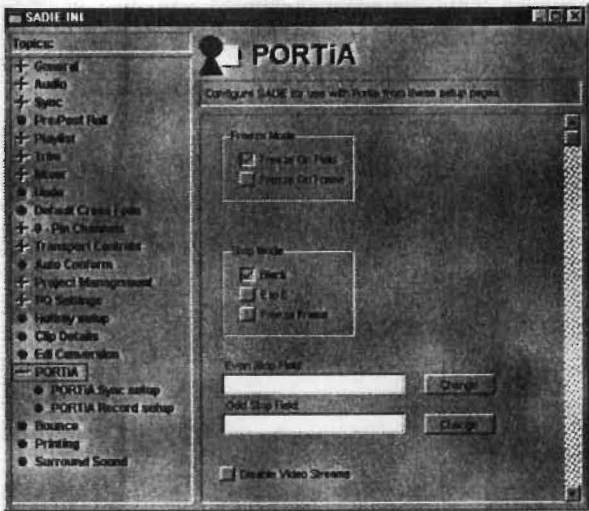 SADIE INI
Topics:
General
Audio
Sync
Pre/Post Roll
Playlist
Trim
Mixer
Undo
Default Cross Fade
9 - Pin Channels
Transport Controls
Auto Conform
Project Management
PQ Settings
Hotkey setup
Clip Details
Edl Conversion
PORTiA
PORTiA Sync setup
PORTiA Record setup
Bounce
Printing
Surround Sound
PORTiA
Configure SADiE for use with Portia from these setup pages.
Freeze Mode
Freeze On Field
Freeze On Frame
Stop Mode
Black
E to E
Freeze Frame
Even Stop Field
Change
Odd Stop Field
Change
Disable Video Streams